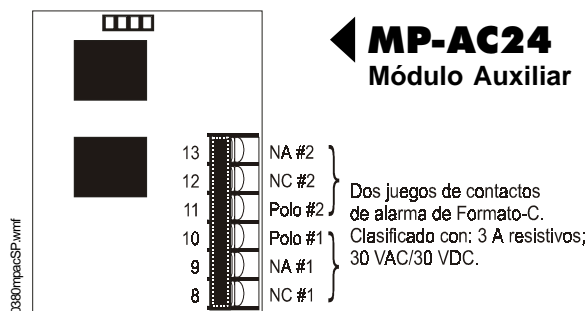 MP-AC24
Módulo Auxiliar
13 NA #2
12 NC #2
11 Polo #2
10 Polo #1
9 NA #1
8 NC #1
Dos juegos de contactos
de alarma de Formato-C.
Clasificado con: 3 A resistivos;
30 VAC/30 VDC.
0380mpacSP.wmf